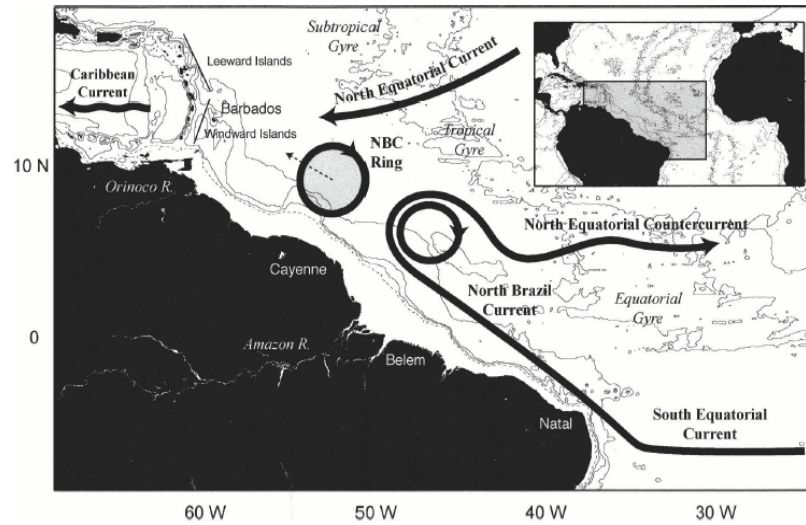 Subtropical
Gyre
Leeward Islands
Caribbean
Current
North Equatorial Current
Barbados
Windward Islands
Tropical
Gyre
NBC
Ring
10 N
Orinoco R.
North Equatorial Countercurrent
Cayenne
North Brazil
Current
Equatorial
Gyre
0
Amazon R.
Belem
South Equatorial
Current
Natal
60 W
50 W
40 W
30 W